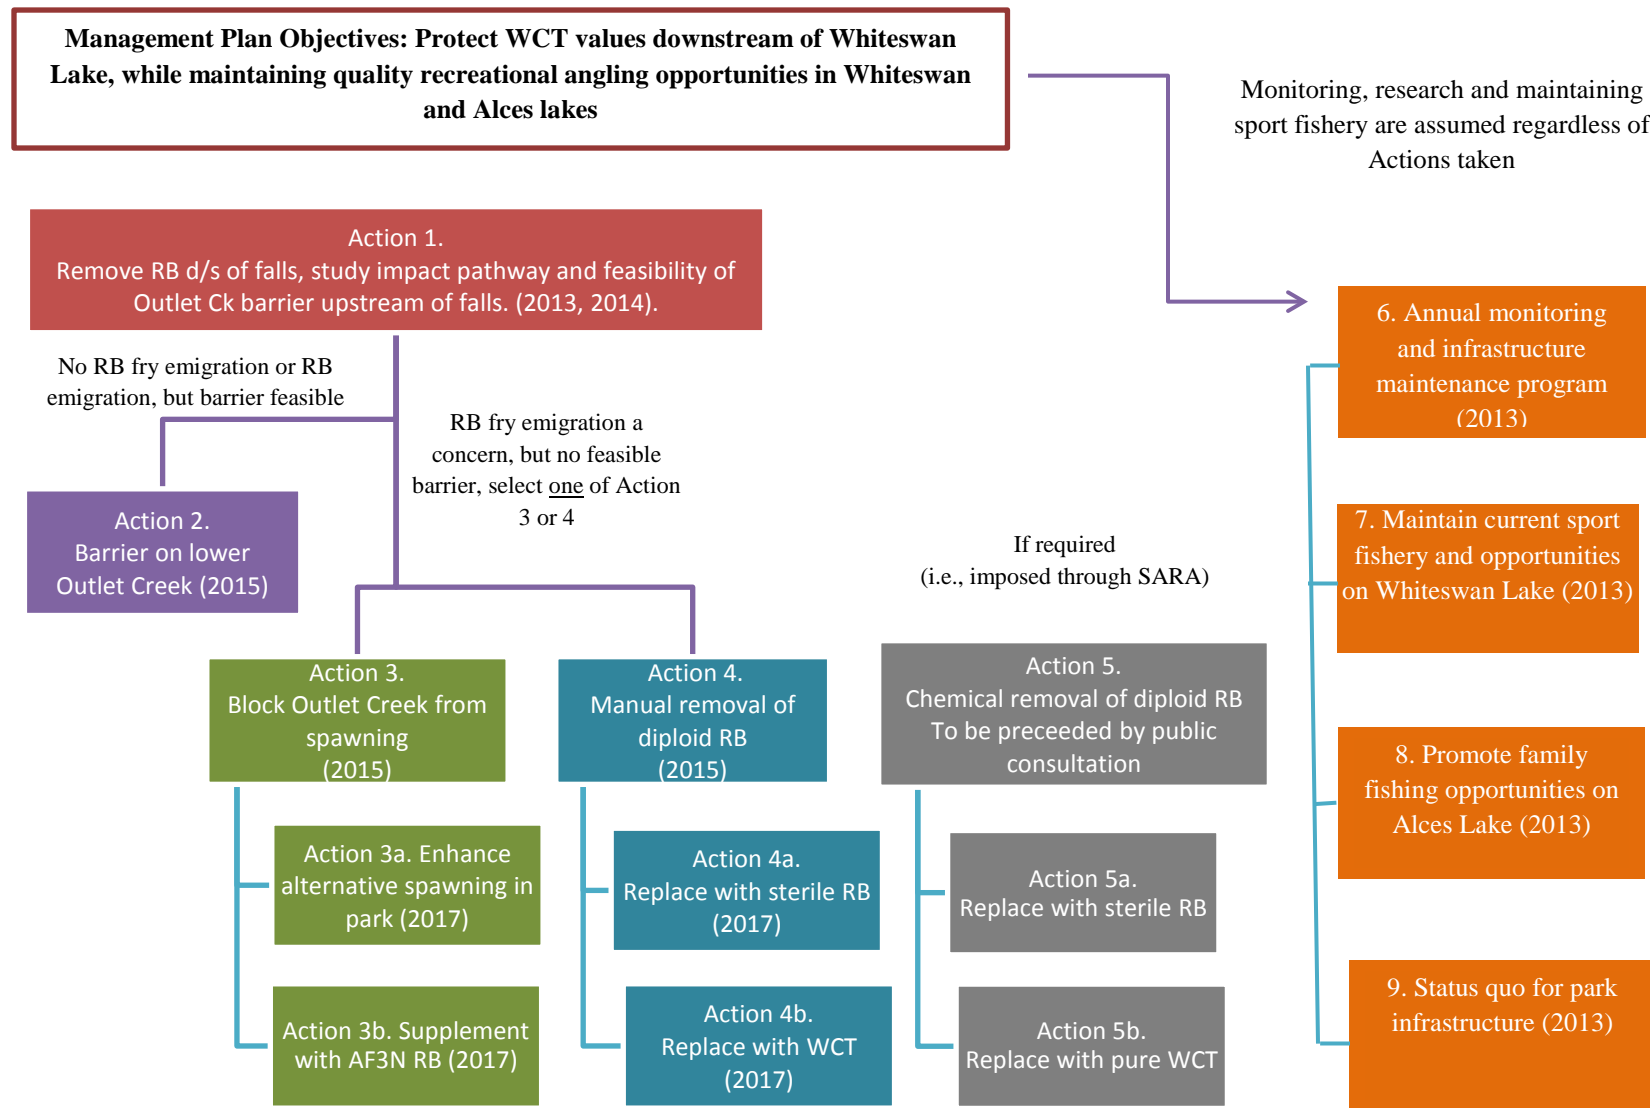 Management Plan Objectives: Protect WCT values downstream of Whiteswan
Lake, while maintaining quality recreational angling opportunities in Whiteswan
and Alces lakes
Monitoring, research and maintaining
sport fishery are assumed regardless of
Actions taken
Action 1.
Remove RB d/s of falls, study impact pathway and feasibility of
Outlet Ck barrier upstream of falls. (2013, 2014).
No RB fry emigration or RB
emigration, but barrier feasible
RB fry emigration a
concern, but no feasible
barrier, select one of Action
3 or 4
Action 2.
Barrier on lower
Outlet Creek (2015)
If required
(i.e., imposed through SARA)
Action 3.
Block Outlet Creek from
spawning
(2015)
Action 4.
Manual removal of
diploid RB
(2015)
Action 5.
Chemical removal of diploid RB
To be preceeded by public
consultation
Action 3a. Enhance
alternative spawning in
park (2017)
Action 4a.
Replace with sterile RB
(2017)
Action 5a.
Replace with sterile RB
Action 3b. Supplement
with AF3N RB (2017)
Action 4b.
Replace with WCT
(2017)
Action 5b.
Replace with pure WCT
6. Annual monitoring
and infrastructure
maintenance program
(2013)
7. Maintain current sport
fishery and opportunities
on Whiteswan Lake (2013)
8. Promote family
fishing opportunities on
Alces Lake (2013)
9. Status quo for park
infrastructure (2013)